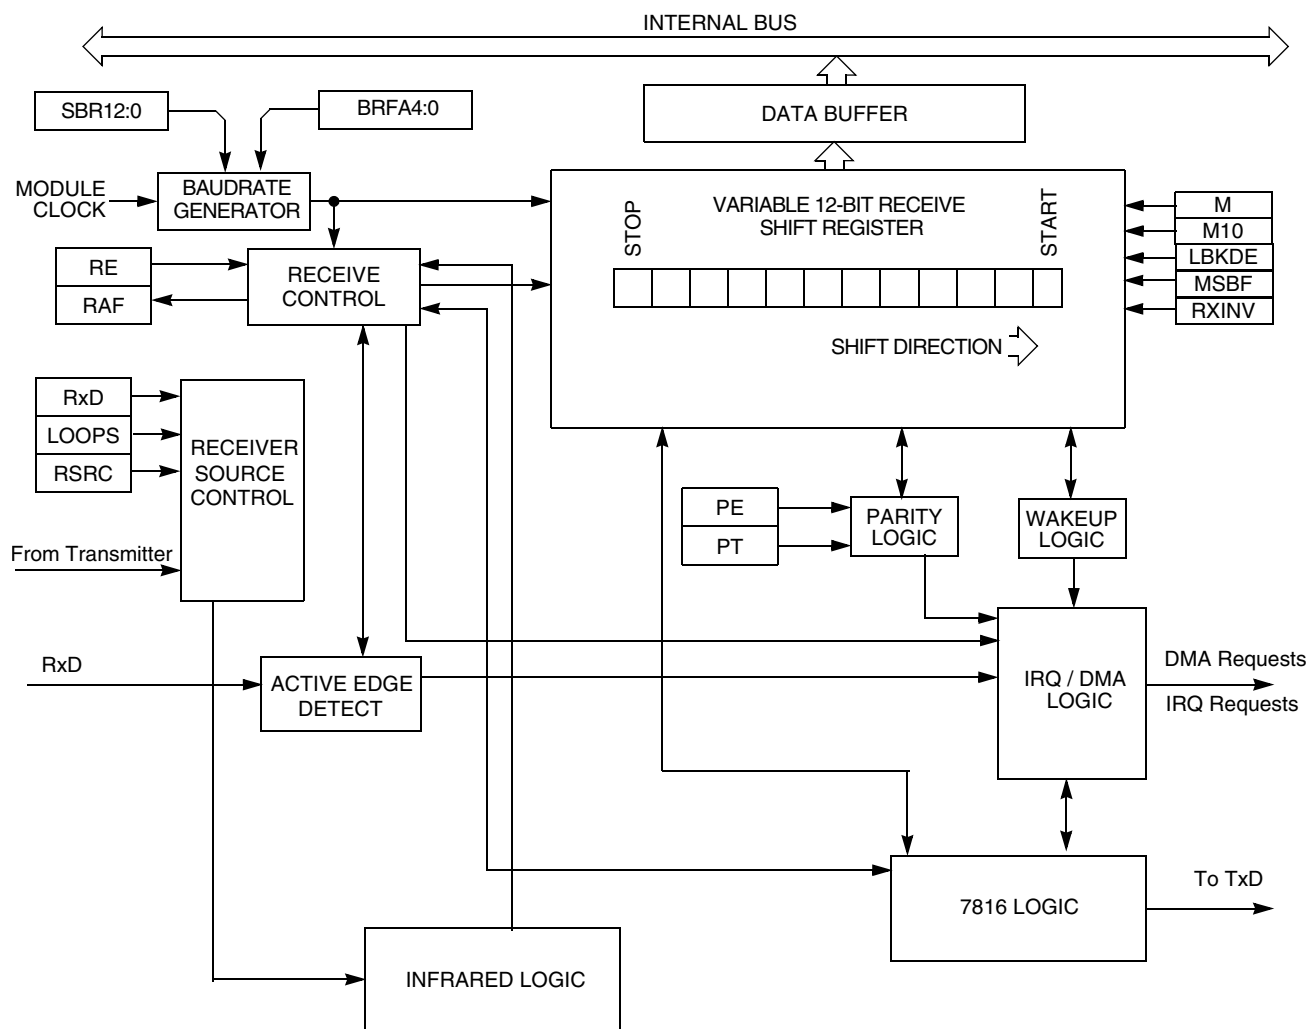 INTERNAL BUS
SBR12:0
BRFA4:0
DATA BUFFER
MODULE
CLOCK
BAUDRATE
GENERATOR
VARIABLE 12-BIT RECEIVE
SHIFT REGISTER
STOP
START
M
M10
LBKDE
MSBF
RXINV
RE
RAF
RECEIVE
CONTROL
SHIFT DIRECTION
RxD
LOOPS
RSRC
RECEIVER
SOURCE
CONTROL
PE
PT
PARITY
LOGIC
WAKEUP
LOGIC
From Transmitter
RxD
ACTIVE EDGE
DETECT
IRQ / DMA
LOGIC
DMA Requests
IRQ Requests
7816 LOGIC
To TxD
INFRARED LOGIC